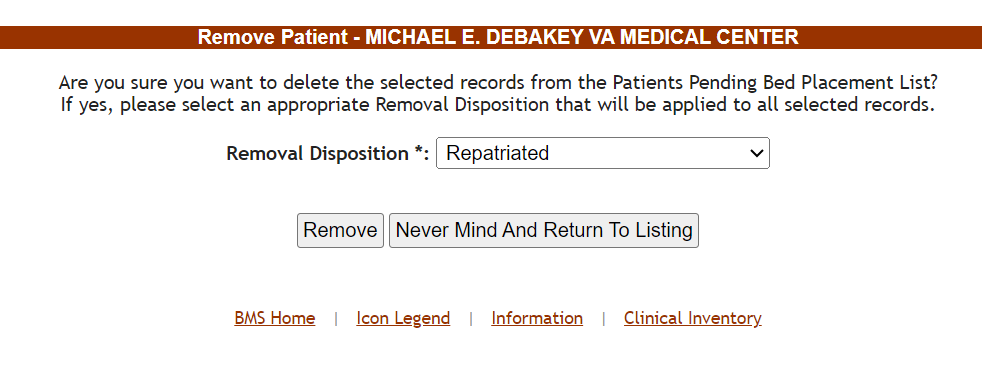 Remove Patient - MICHAEL E. DEBAKEY VA MEDICAL CENTER
Are you sure you want to delete the selected records from the Patients Pending Bed Placement List?
If yes, please select an appropriate Removal Disposition that will be applied to all selected records.
Removal Disposition *: Repatriated
Remove Never Mind And Return To Listing
BMS Home | Icon Legend | Information | Clinical Inventory